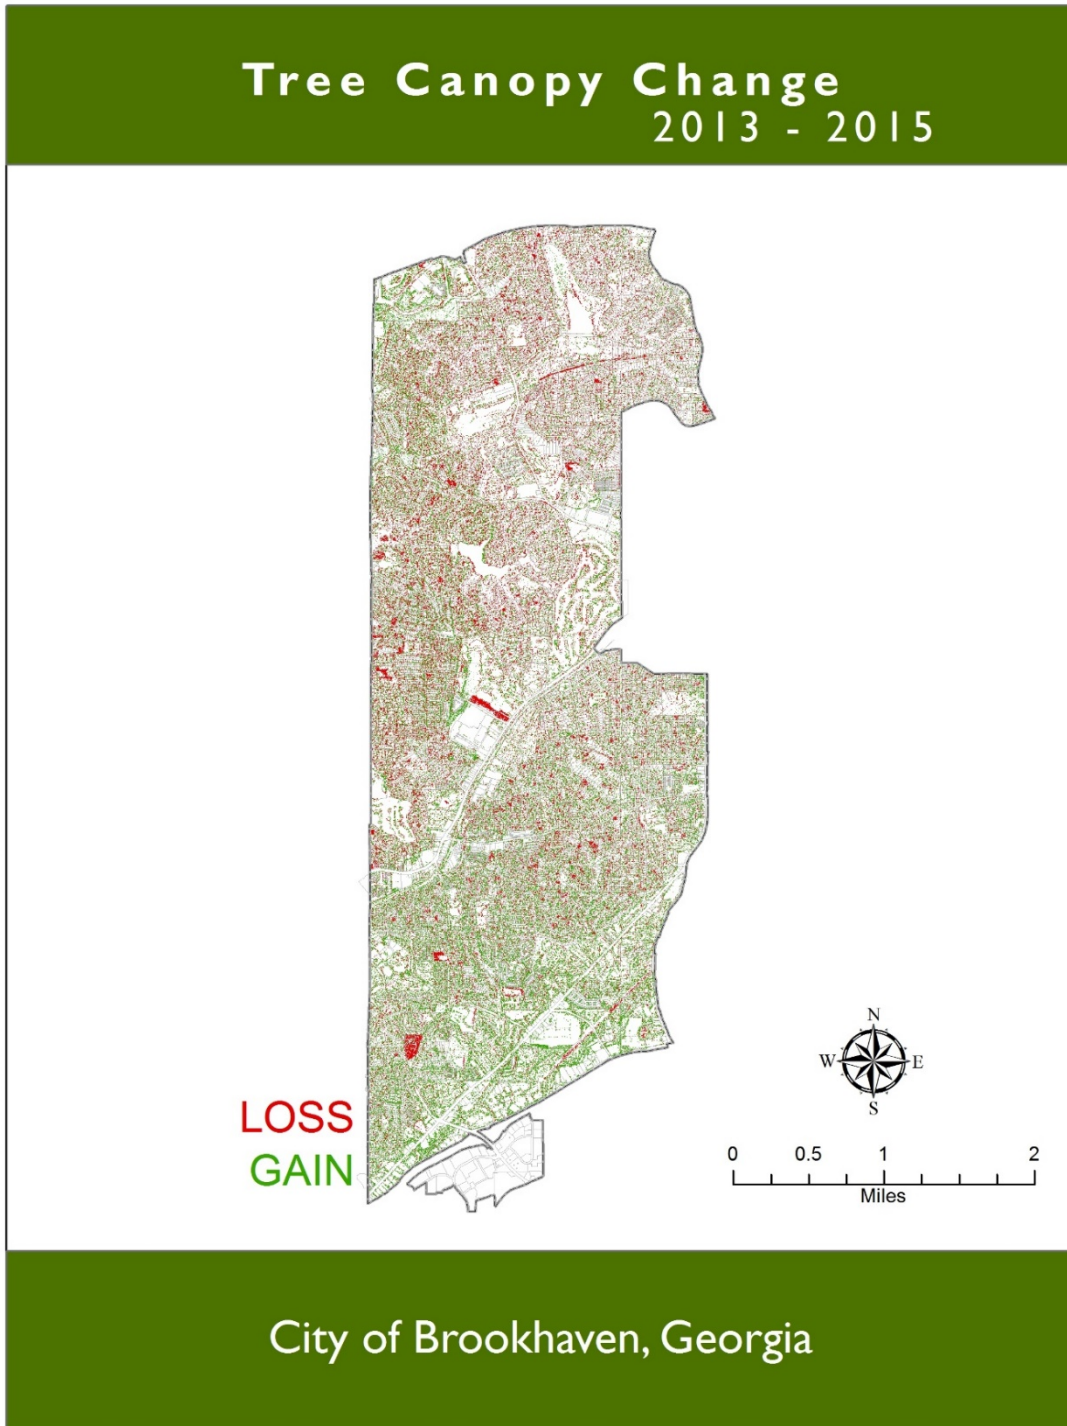 Tree Canopy Change
2013 - 2015
LOSS
GAIN
N
W E
S
0 0.5 1 2
Miles
City of Brookhaven, Georgia